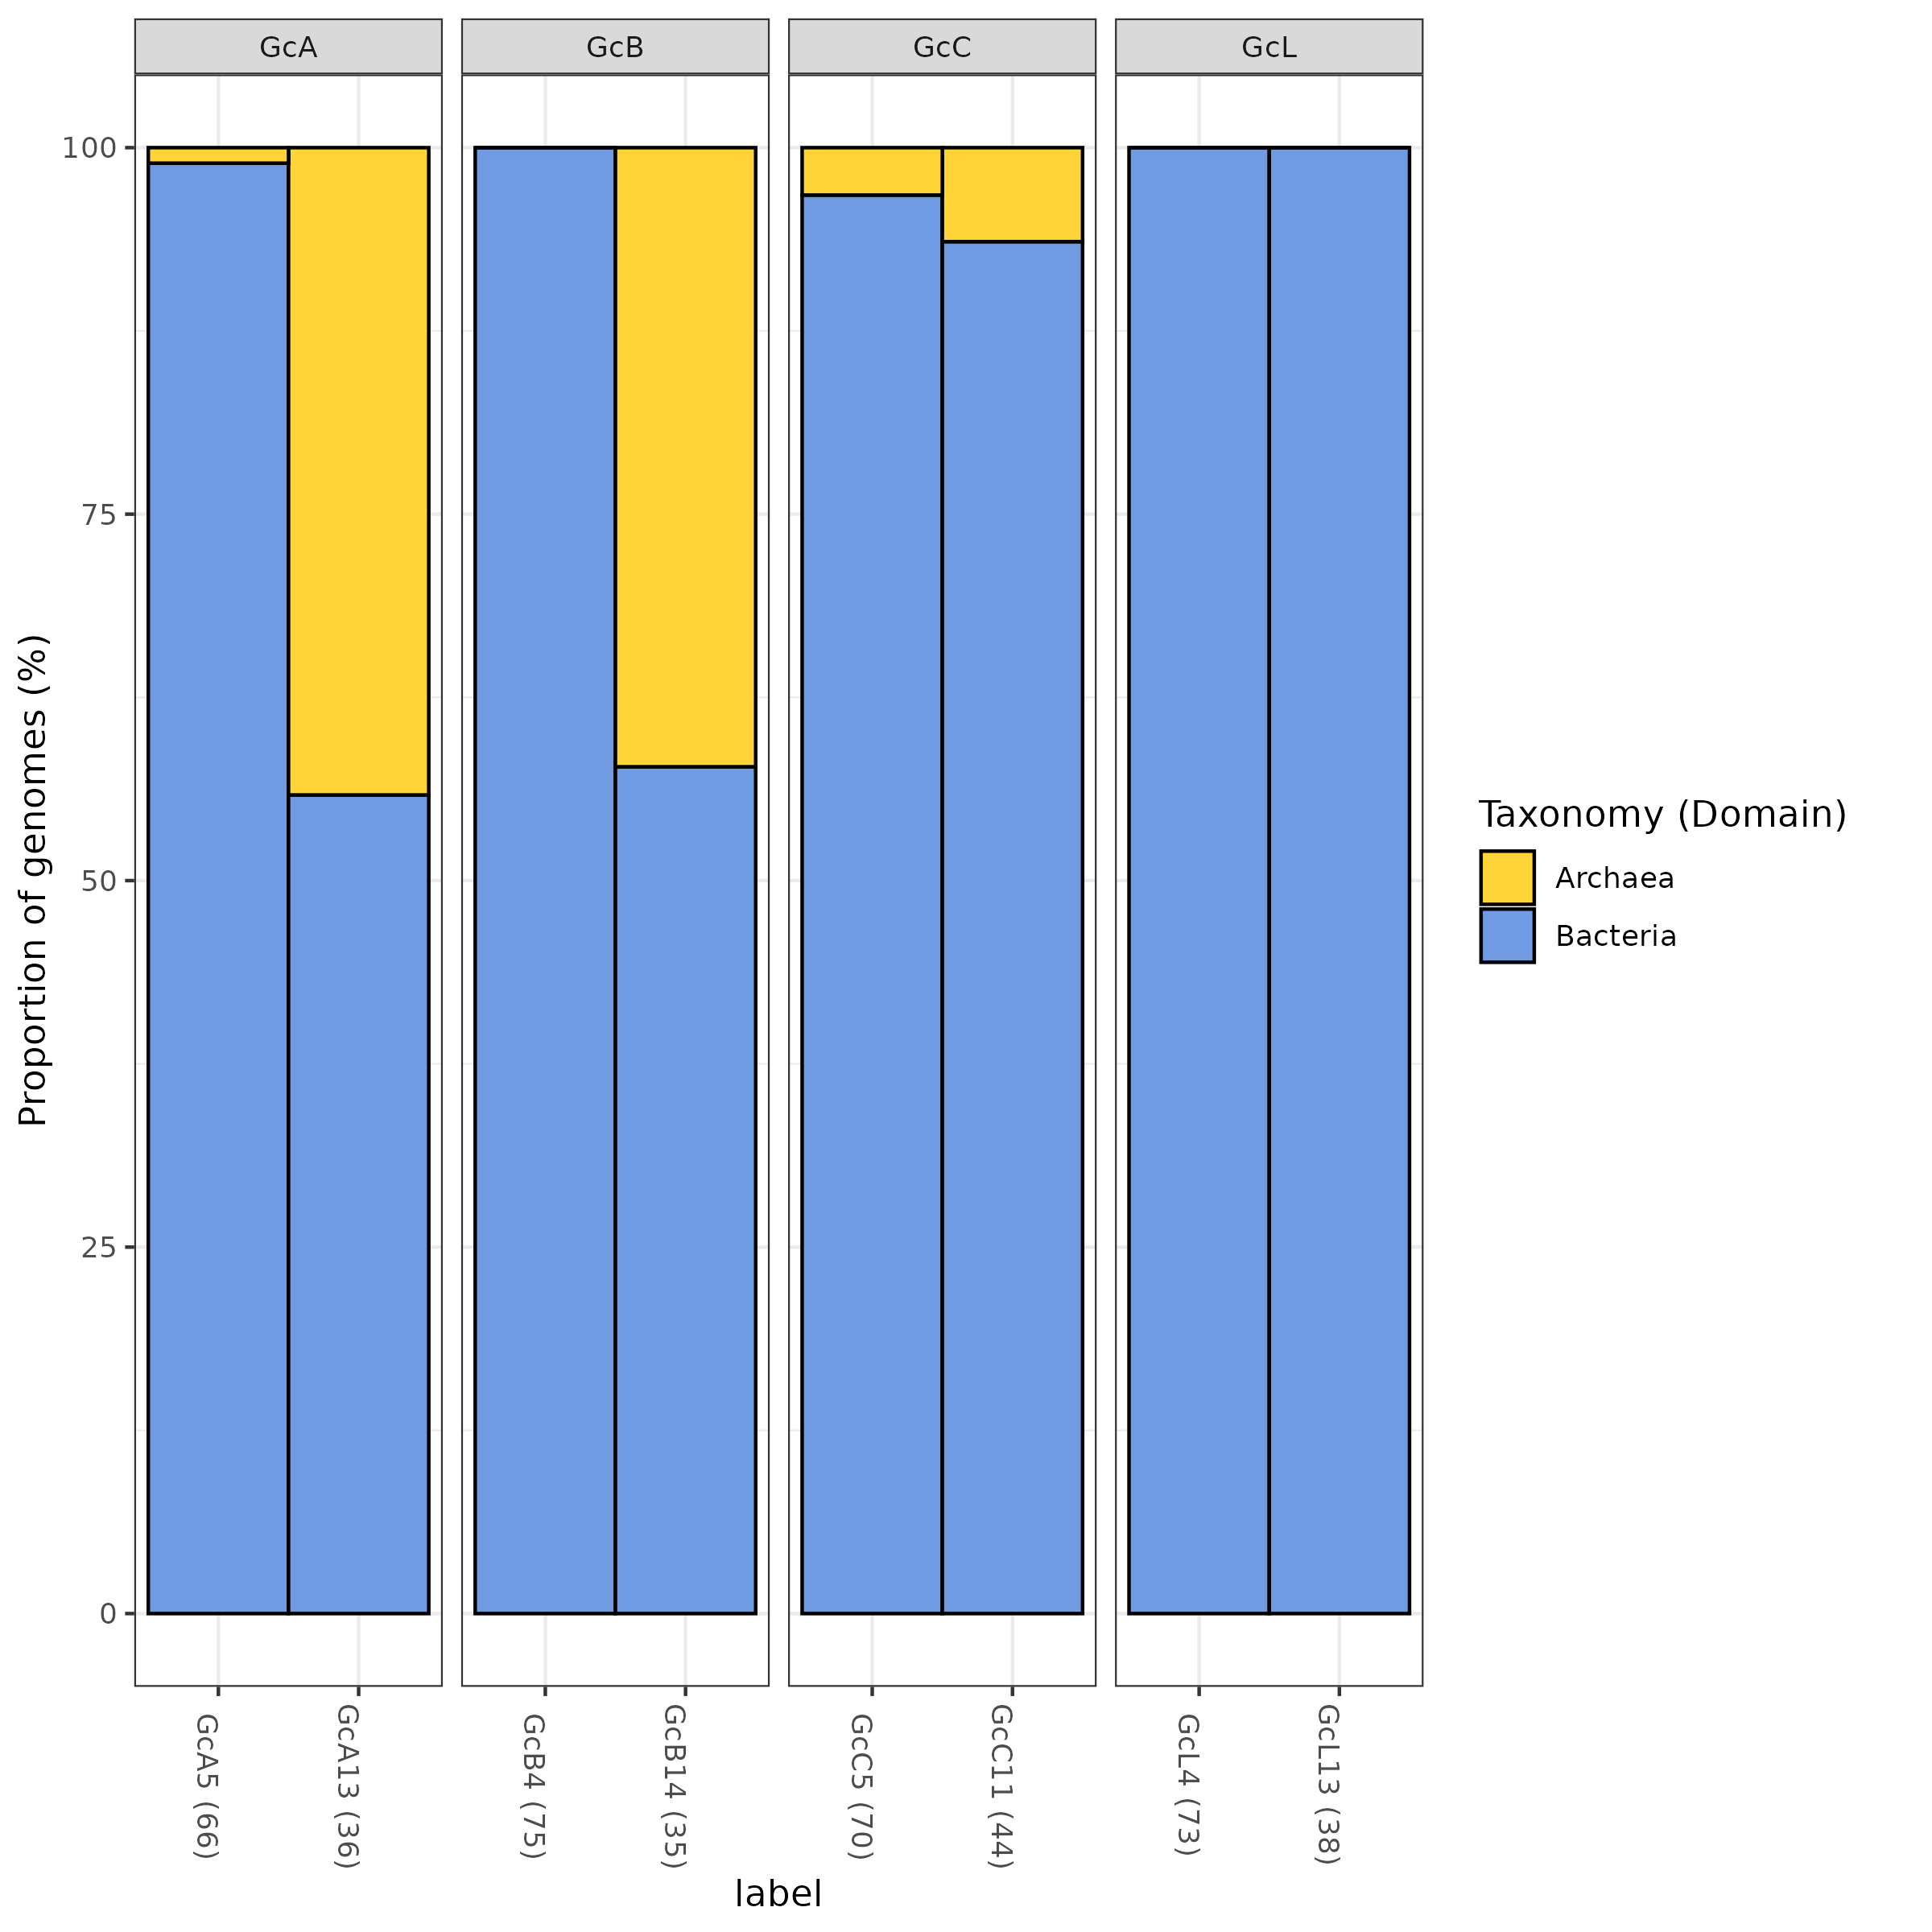 GcA
GcB
GcC
GcL
100
75
50
25
0
Proportion of genomes (%)
GcA5 (66)
GcA13 (36)
GcB4 (75)
GcB14 (35)
GcC5 (70)
GcC11 (44)
GcL4 (73)
GcL13 (38)
label
Taxonomy (Domain)
Archaea
Bacteria